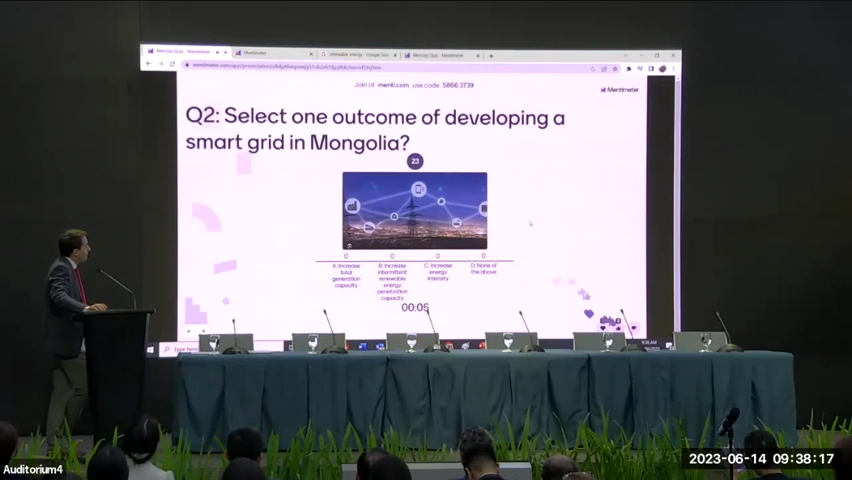 Join at menti.com use code 5866 3739
Mentimeter
Q2: Select one outcome of developing a
smart grid in Mongolia?
23
0 0 0 0
A: Increase
total
generation
capacity
B: Increase
intermittent
renewable
energy
penetration
capacity
C: Increase
energy
intensity
D: None of
the above
00:05
Auditorium4
2023-06-14 09:38:17